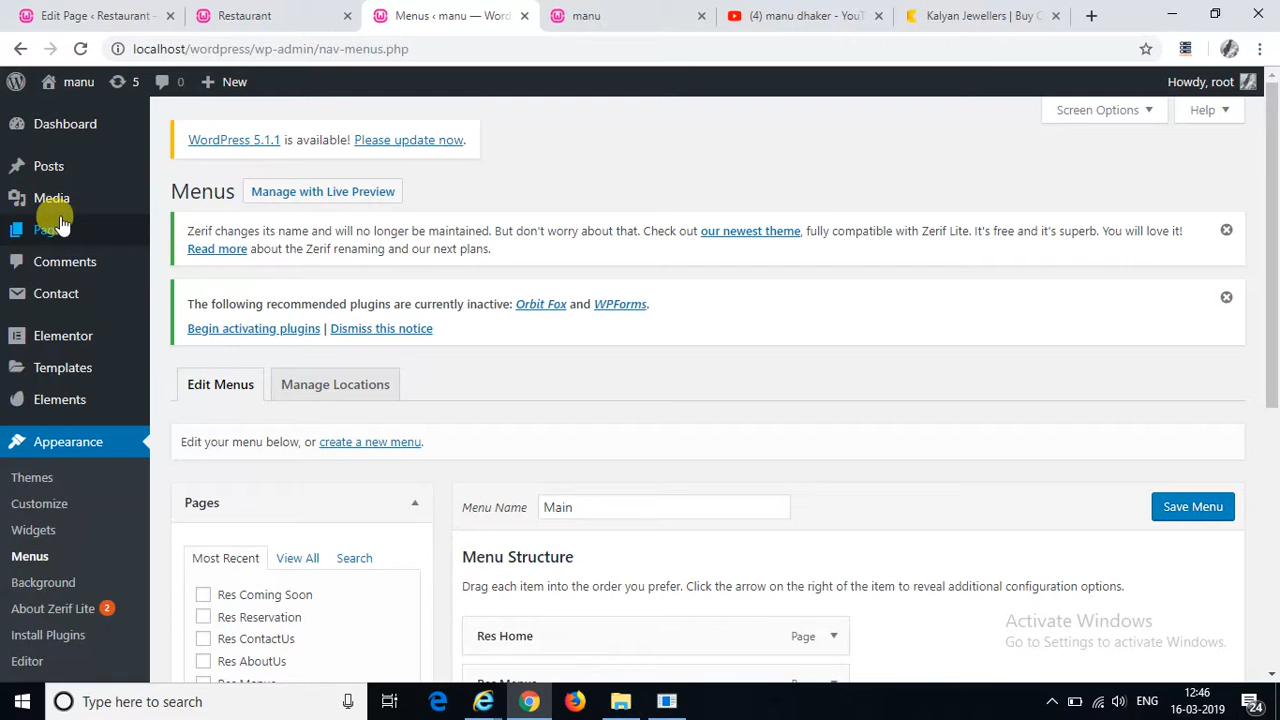 Edit Page ‹ Restaurant -
Restaurant
Menus ‹ manu — Wor
manu
(4) manu dhaker - YouT
Kalyan Jewellers | Buy C
localhost/wordpress/wp-admin/nav-menus.php
manu
5
0
New
Howdy, root
Dashboard
Posts
Media
Comments
Contact
Elementor
Templates
Elements
Appearance
Themes
Customize
Widgets
Menus
Background
About Zerif Lite 2
Install Plugins
Editor
Screen Options
Help
WordPress 5.1.1 is available! Please update now.
Menus
Manage with Live Preview
Zerif changes its name and will no longer be maintained. But don't worry about that. Check out our newest theme, fully compatible with Zerif Lite. It's free and it's superb. You will love it!
Read more about the Zerif renaming and our next plans.
The following recommended plugins are currently inactive: Orbit Fox and WPForms.
Begin activating plugins | Dismiss this notice
Edit Menus
Manage Locations
Edit your menu below, or create a new menu.
Pages
Most Recent
View All
Search
Res Coming Soon
Res Reservation
Res ContactUs
Res AboutUs
Menu Name
Main
Save Menu
Menu Structure
Drag each item into the order you prefer. Click the arrow on the right of the item to reveal additional configuration options.
Res Home
Page
Activate Windows
Go to Settings to activate Windows.
Type here to search
ENG
12:46
16-03-2019
24